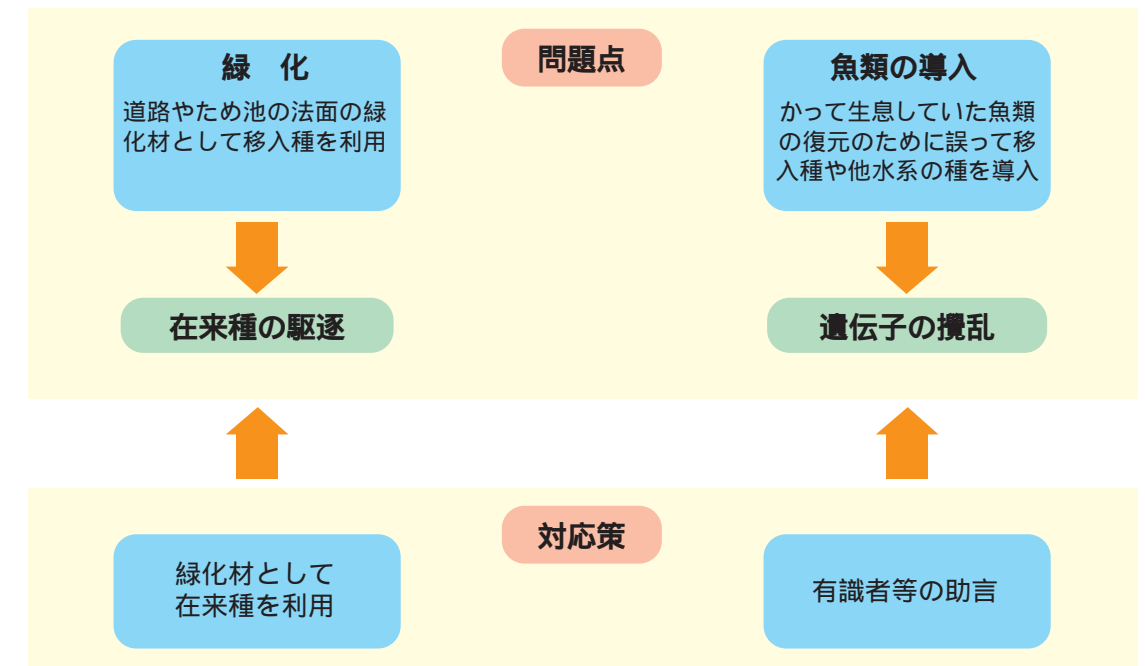 問題点
緑　化
道路やため池の法面の緑
化材として移入種を利用
魚類の導入
かって生息していた魚類
の復元のために誤って移
入種や他水系の種を導入
在来種の駆逐
遺伝子の攪乱
対応策
緑化材として
在来種を利用
有識者等の助言